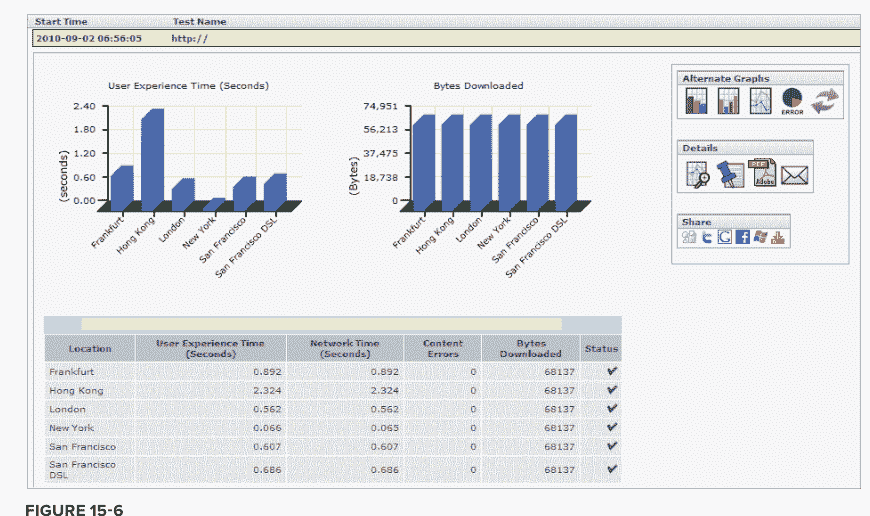 Start Time Test Name
2010-09-02 06:56:05 http://
User Experience Time (Seconds)
2.40
1.80
1.20
0.60
0.00
(seconds)
Frankfurt
Hong Kong
London
New York
San Francisco
San Francisco DSL
Bytes Downloaded
74,951
56,213
37,475
18,738
0
(Bytes)
Frankfurt
Hong Kong
London
New York
San Francisco
San Francisco DSL
Alternate Graphs
ERROR
Details
Adobe
Share
Location User Experience Time (Seconds) Network Time (Seconds) Content Errors Bytes Downloaded Status
Frankfurt 0.892 0.892 0 68137
Hong Kong 2.324 2.324 0 68137
London 0.562 0.562 0 68137
New York 0.066 0.065 0 68137
San Francisco 0.607 0.607 0 68137
San Francisco DSL 0.686 0.686 0 68137
FIGURE 15-6